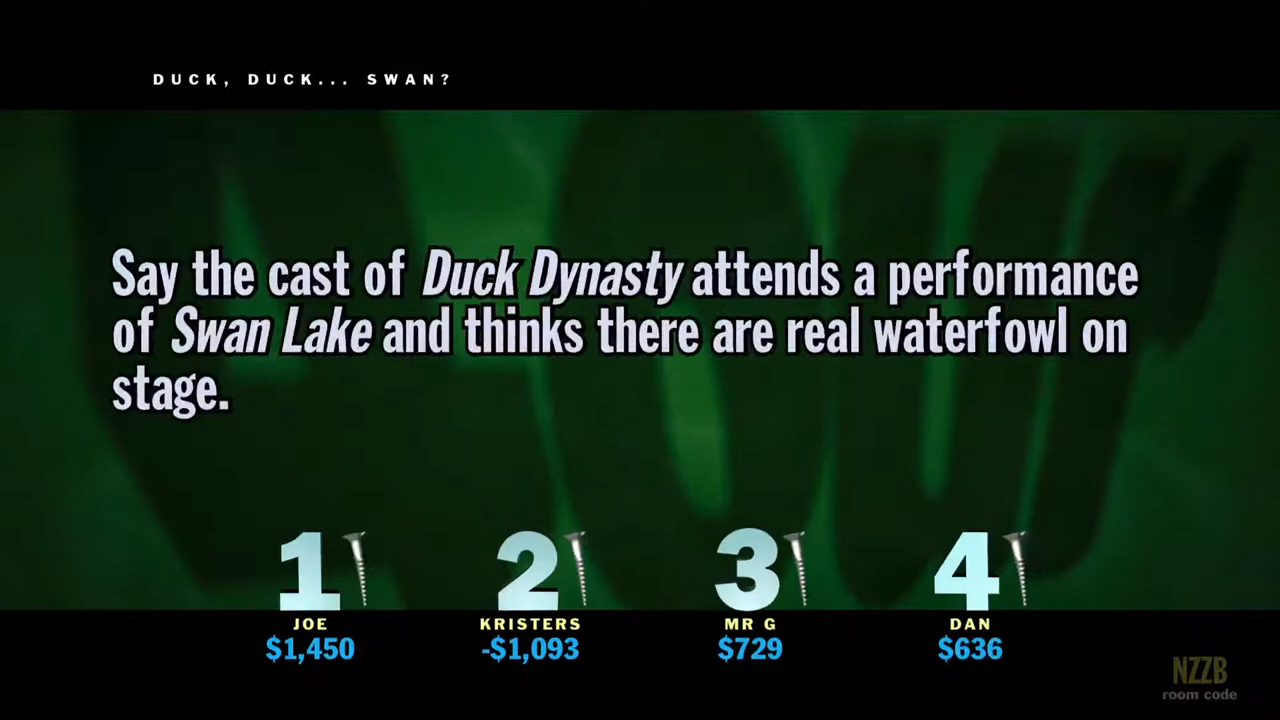 DUCK, DUCK... SWAN?
Say the cast of Duck Dynasty attends a performance
of Swan Lake and thinks there are real waterfowl on
stage.
1 2 3 4
JOE KRISTERS MR G DAN
$1,450 -$1,093 $729 $636
NZZB
room code